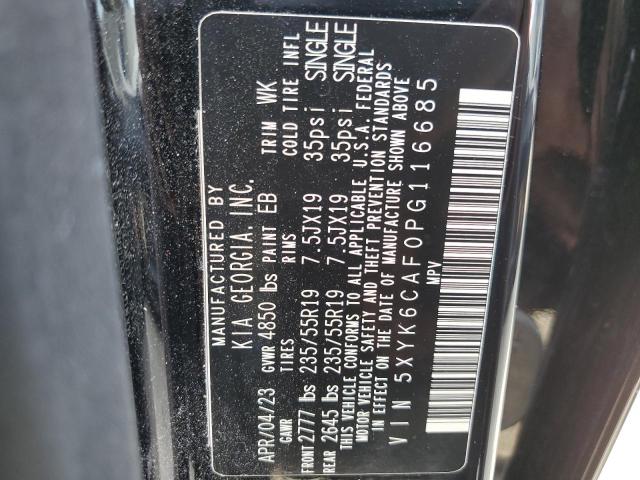 MANUFACTURED BY
KIA GEORGIA, INC.
APR/04/23 GVWR 4850 lbs PAINT EB TRIM WK
GAWR TIRES RIMS COLD TIRE INFL
FRONT 2777 lbs 235/55R19 7.5JX19 35psi SINGLE
REAR 2645 lbs 235/55R19 7.5JX19 35psi SINGLE
THIS VEHICLE CONFORMS TO ALL APPLICABLE U.S.A. FEDERAL
MOTOR VEHICLE SAFETY AND THEFT PREVENTION STANDARDS
IN EFFECT ON THE DATE OF MANUFACTURE SHOWN ABOVE
VIN 5XYK6CAF0PG116685
MPV